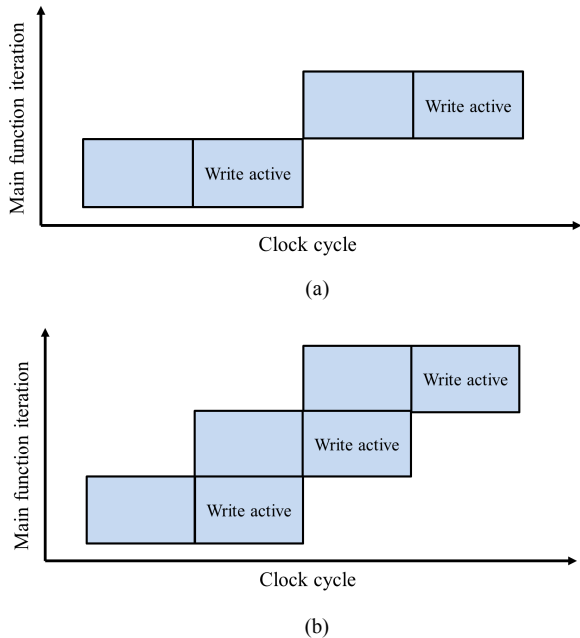 Main function iteration
Write active
Write active
Clock cycle
(a)
Main function iteration
Write active
Write active
Write active
Clock cycle
(b)